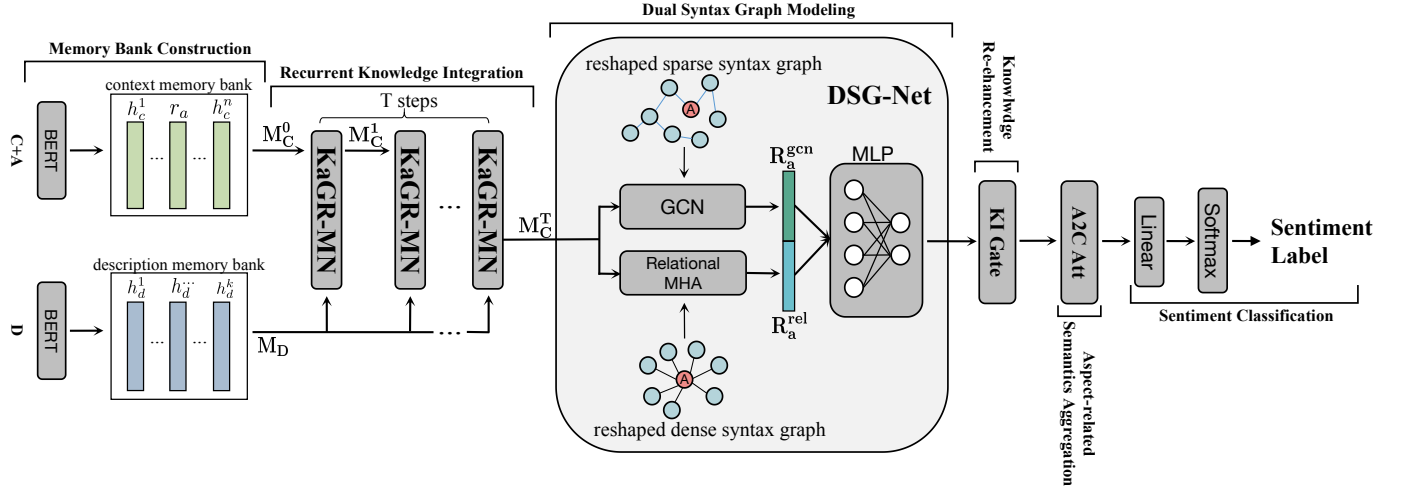 Dual Syntax Graph Modeling
Memory Bank Construction
Recurrent Knowledge Integration
Knowlwdge
Re-ehancement
context memory bank
T steps
reshaped sparse syntax graph
DSG-Net
C+A
BERT
h_c^1 r_a h_c^n
... ...
M_C^0
KaGR-MN
M_C^1
KaGR-MN
...
KaGR-MN
M_C^T
A
GCN
R_a^gcn
MLP
Relational
MHA
R_a^rel
A
reshaped dense syntax graph
KI Gate
A2C Att
Linear
Softmax
Sentiment
Label
Sentiment Classification
Aspect-related
Semantics Aggregation
description memory bank
D
BERT
h_d^1 h_d^... h_d^k
... ...
M_D
...